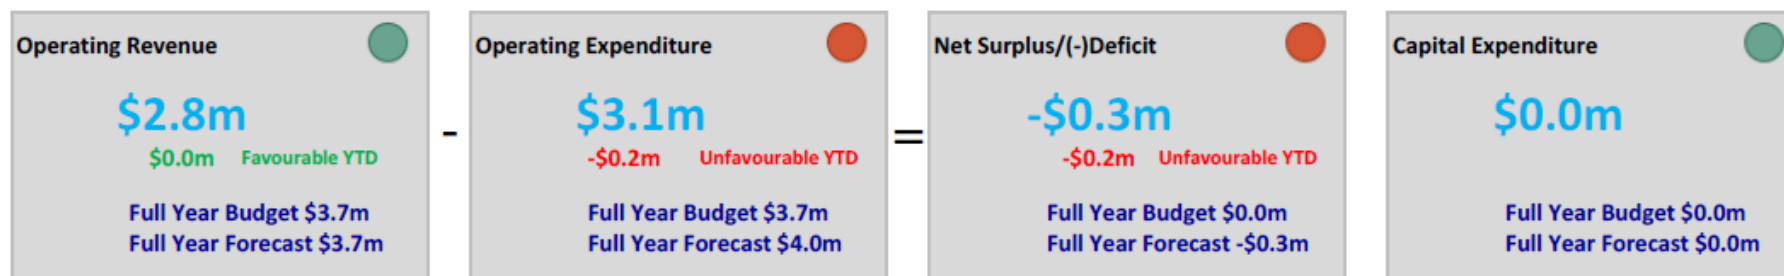 Operating Revenue
$2.8m
$0.0m Favourable YTD
Full Year Budget $3.7m
Full Year Forecast $3.7m
-
Operating Expenditure
$3.1m
-$0.2m Unfavourable YTD
Full Year Budget $3.7m
Full Year Forecast $4.0m
=
Net Surplus/(-)Deficit
-$0.3m
-$0.2m Unfavourable YTD
Full Year Budget $0.0m
Full Year Forecast -$0.3m
Capital Expenditure
$0.0m
Full Year Budget $0.0m
Full Year Forecast $0.0m